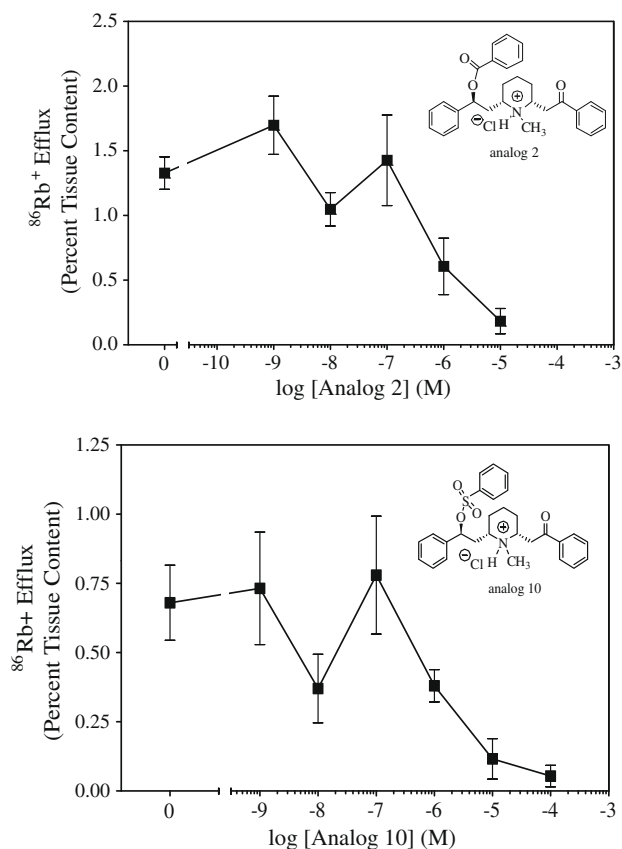 2.5
2.0
1.5
1.0
0.5
0.0
⁸⁶Rb⁺ Efflux
(Percent Tissue Content)
O
O
N
H
CH₃
⊖Cl
⊕
O
analog 2
0 -10 -9 -8 -7 -6 -5 -4 -3
log [Analog 2] (M)
1.25
1.00
0.75
0.50
0.25
0.00
⁸⁶Rb+ Efflux
(Percent Tissue Content)
O
S
O
O
N
H
CH₃
⊖Cl
⊕
O
analog 10
0 -9 -8 -7 -6 -5 -4 -3
log [Analog 10] (M)